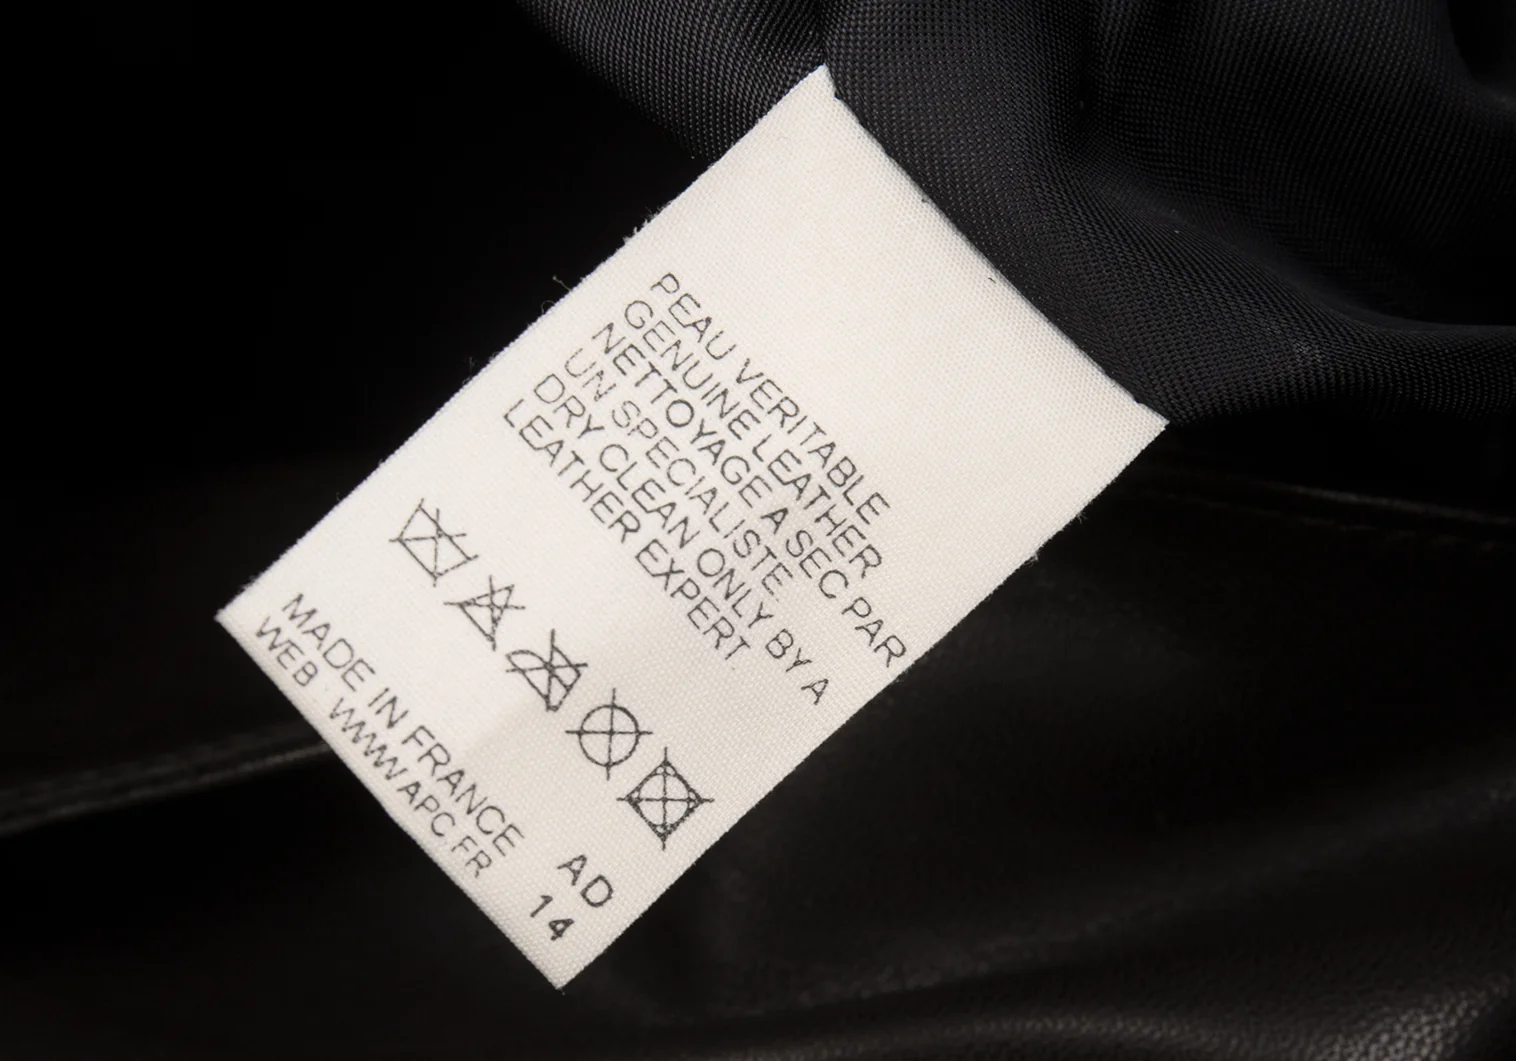 PEAU VERITABLE
GENUINE LEATHER
NETTOYAGE A SEC PAR
UN SPECIALISTE.
DRY CLEAN ONLY BY A
LEATHER EXPERT.
MADE IN FRANCE AD
WEB : WWW.APC.FR 14